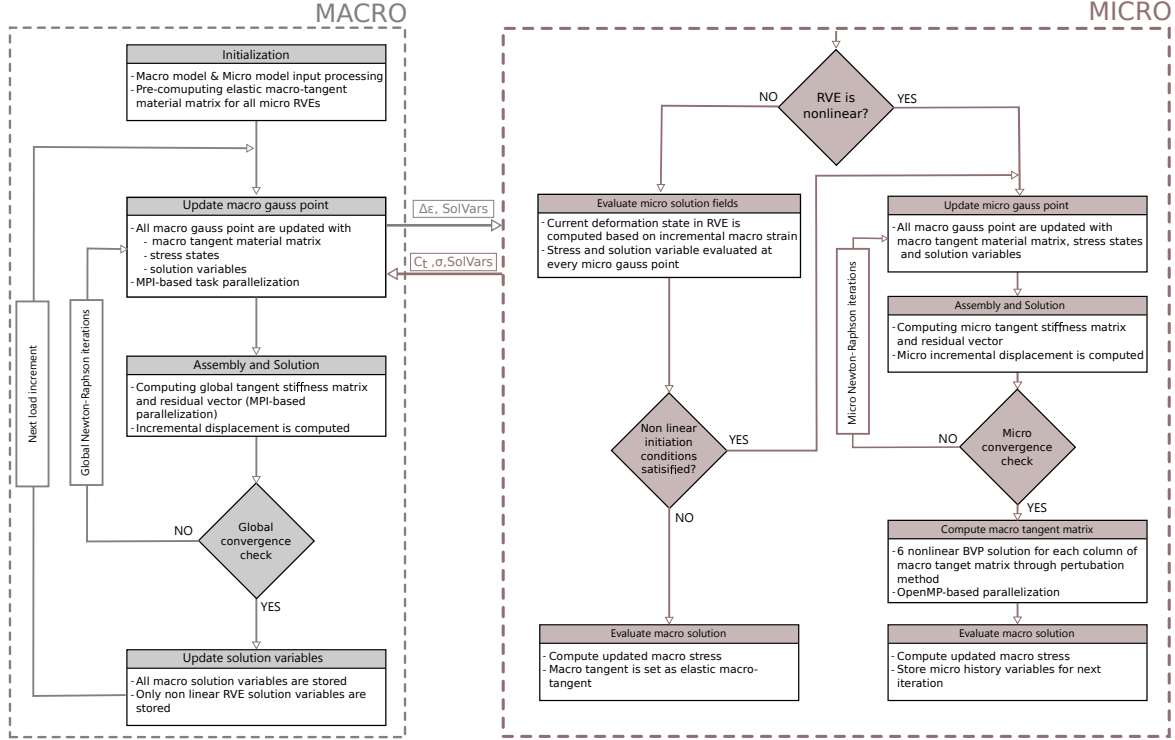 MACRO
Initialization
- Macro model & Micro model input processing
- Pre-comuputing elastic macro-tangent
material matrix for all micro RVEs
Update macro gauss point
- All macro gauss point are updated with
- macro tangent material matrix
- stress states
- solution variables
- MPI-based task parallelization
Next load increment
Global Newton-Raphson iterations
Assembly and Solution
- Computing global tangent stiffness matrix
and residual vector (MPI-based
parallelization)
- Incremental displacement is computed
Global
convergence
check
NO
YES
Update solution variables
- All macro solution variables are stored
- Only non linear RVE solution variables are
stored
Δε, SolVars
Ct ,σ,SolVars
MICRO
RVE is
nonlinear?
NO
YES
Evaluate micro solution fields
- Current deformation state in RVE is
computed based on incremental macro strain
- Stress and solution variable evaluated at
every micro gauss point
Non linear
initiation
conditions
satisified?
YES
NO
Evaluate macro solution
- Compute updated macro stress
- Macro tangent is set as elastic macro-
tangent
Update micro gauss point
- All macro gauss point are updated with
macro tangent material matrix, stress states
and solution variables
Micro Newton-Raphson iterations
Assembly and Solution
- Computing micro tangent stiffness matrix
and residual vector
- Micro incremental displacement is computed
Micro
convergence
check
NO
YES
Compute macro tangent matrix
- 6 nonlinear BVP solution for each column of
macro tanget matrix through pertubation
method
- OpenMP-based parallelization
Evaluate macro solution
- Compute updated macro stress
- Store micro history variables for next
iteration